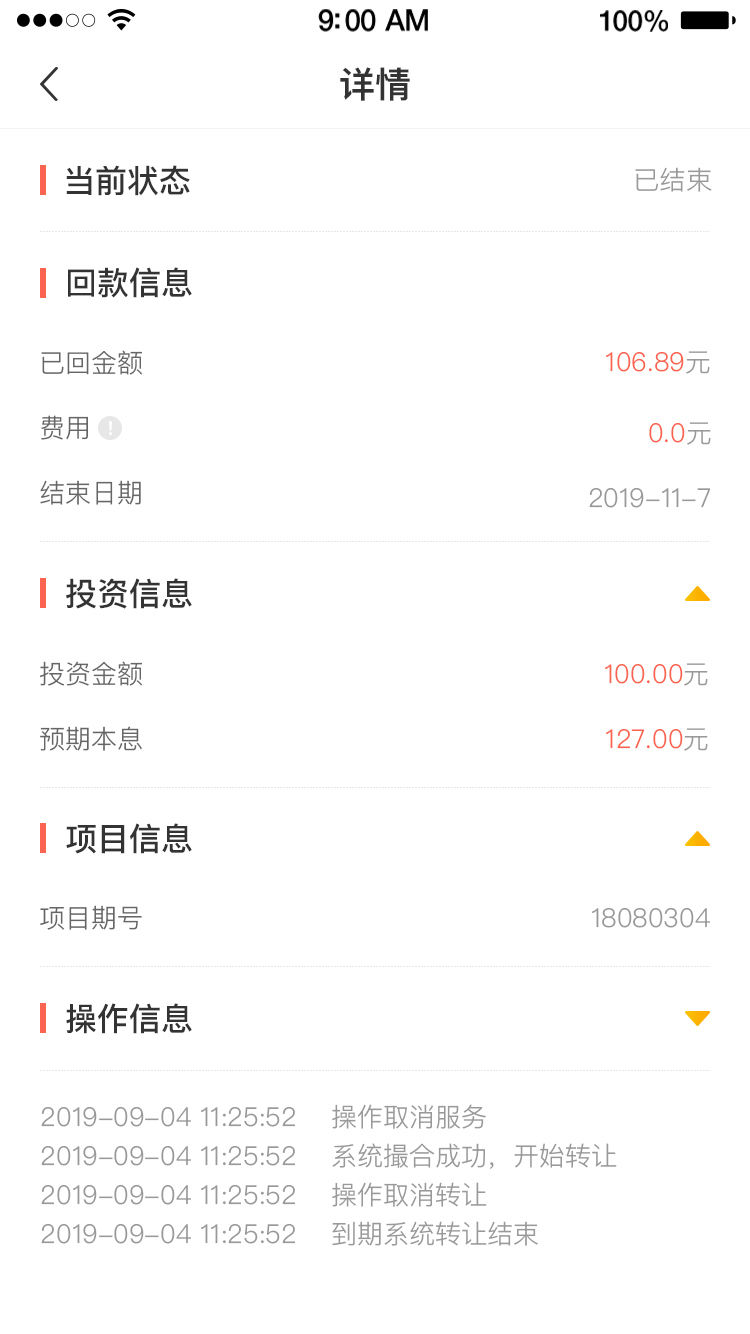 9:00 AM 100%
详情
当前状态 已结束
回款信息
已回金额 106.89元
费用 ! 0.0元
结束日期 2019-11-7
投资信息
投资金额 100.00元
预期本息 127.00元
项目信息
项目期号 18080304
操作信息
2019-09-04 11:25:52 操作取消服务
2019-09-04 11:25:52 系统撮合成功，开始转让
2019-09-04 11:25:52 操作取消转让
2019-09-04 11:25:52 到期系统转让结束